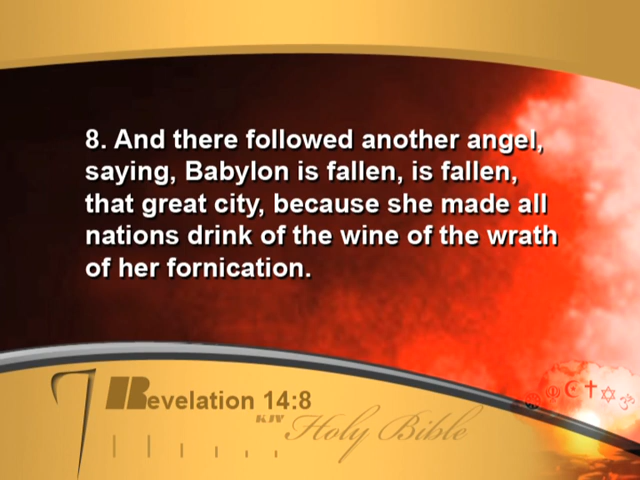 8. And there followed another angel,
saying, Babylon is fallen, is fallen,
that great city, because she made all
nations drink of the wine of the wrath
of her fornication.
Revelation 14:8
KJV Holy Bible